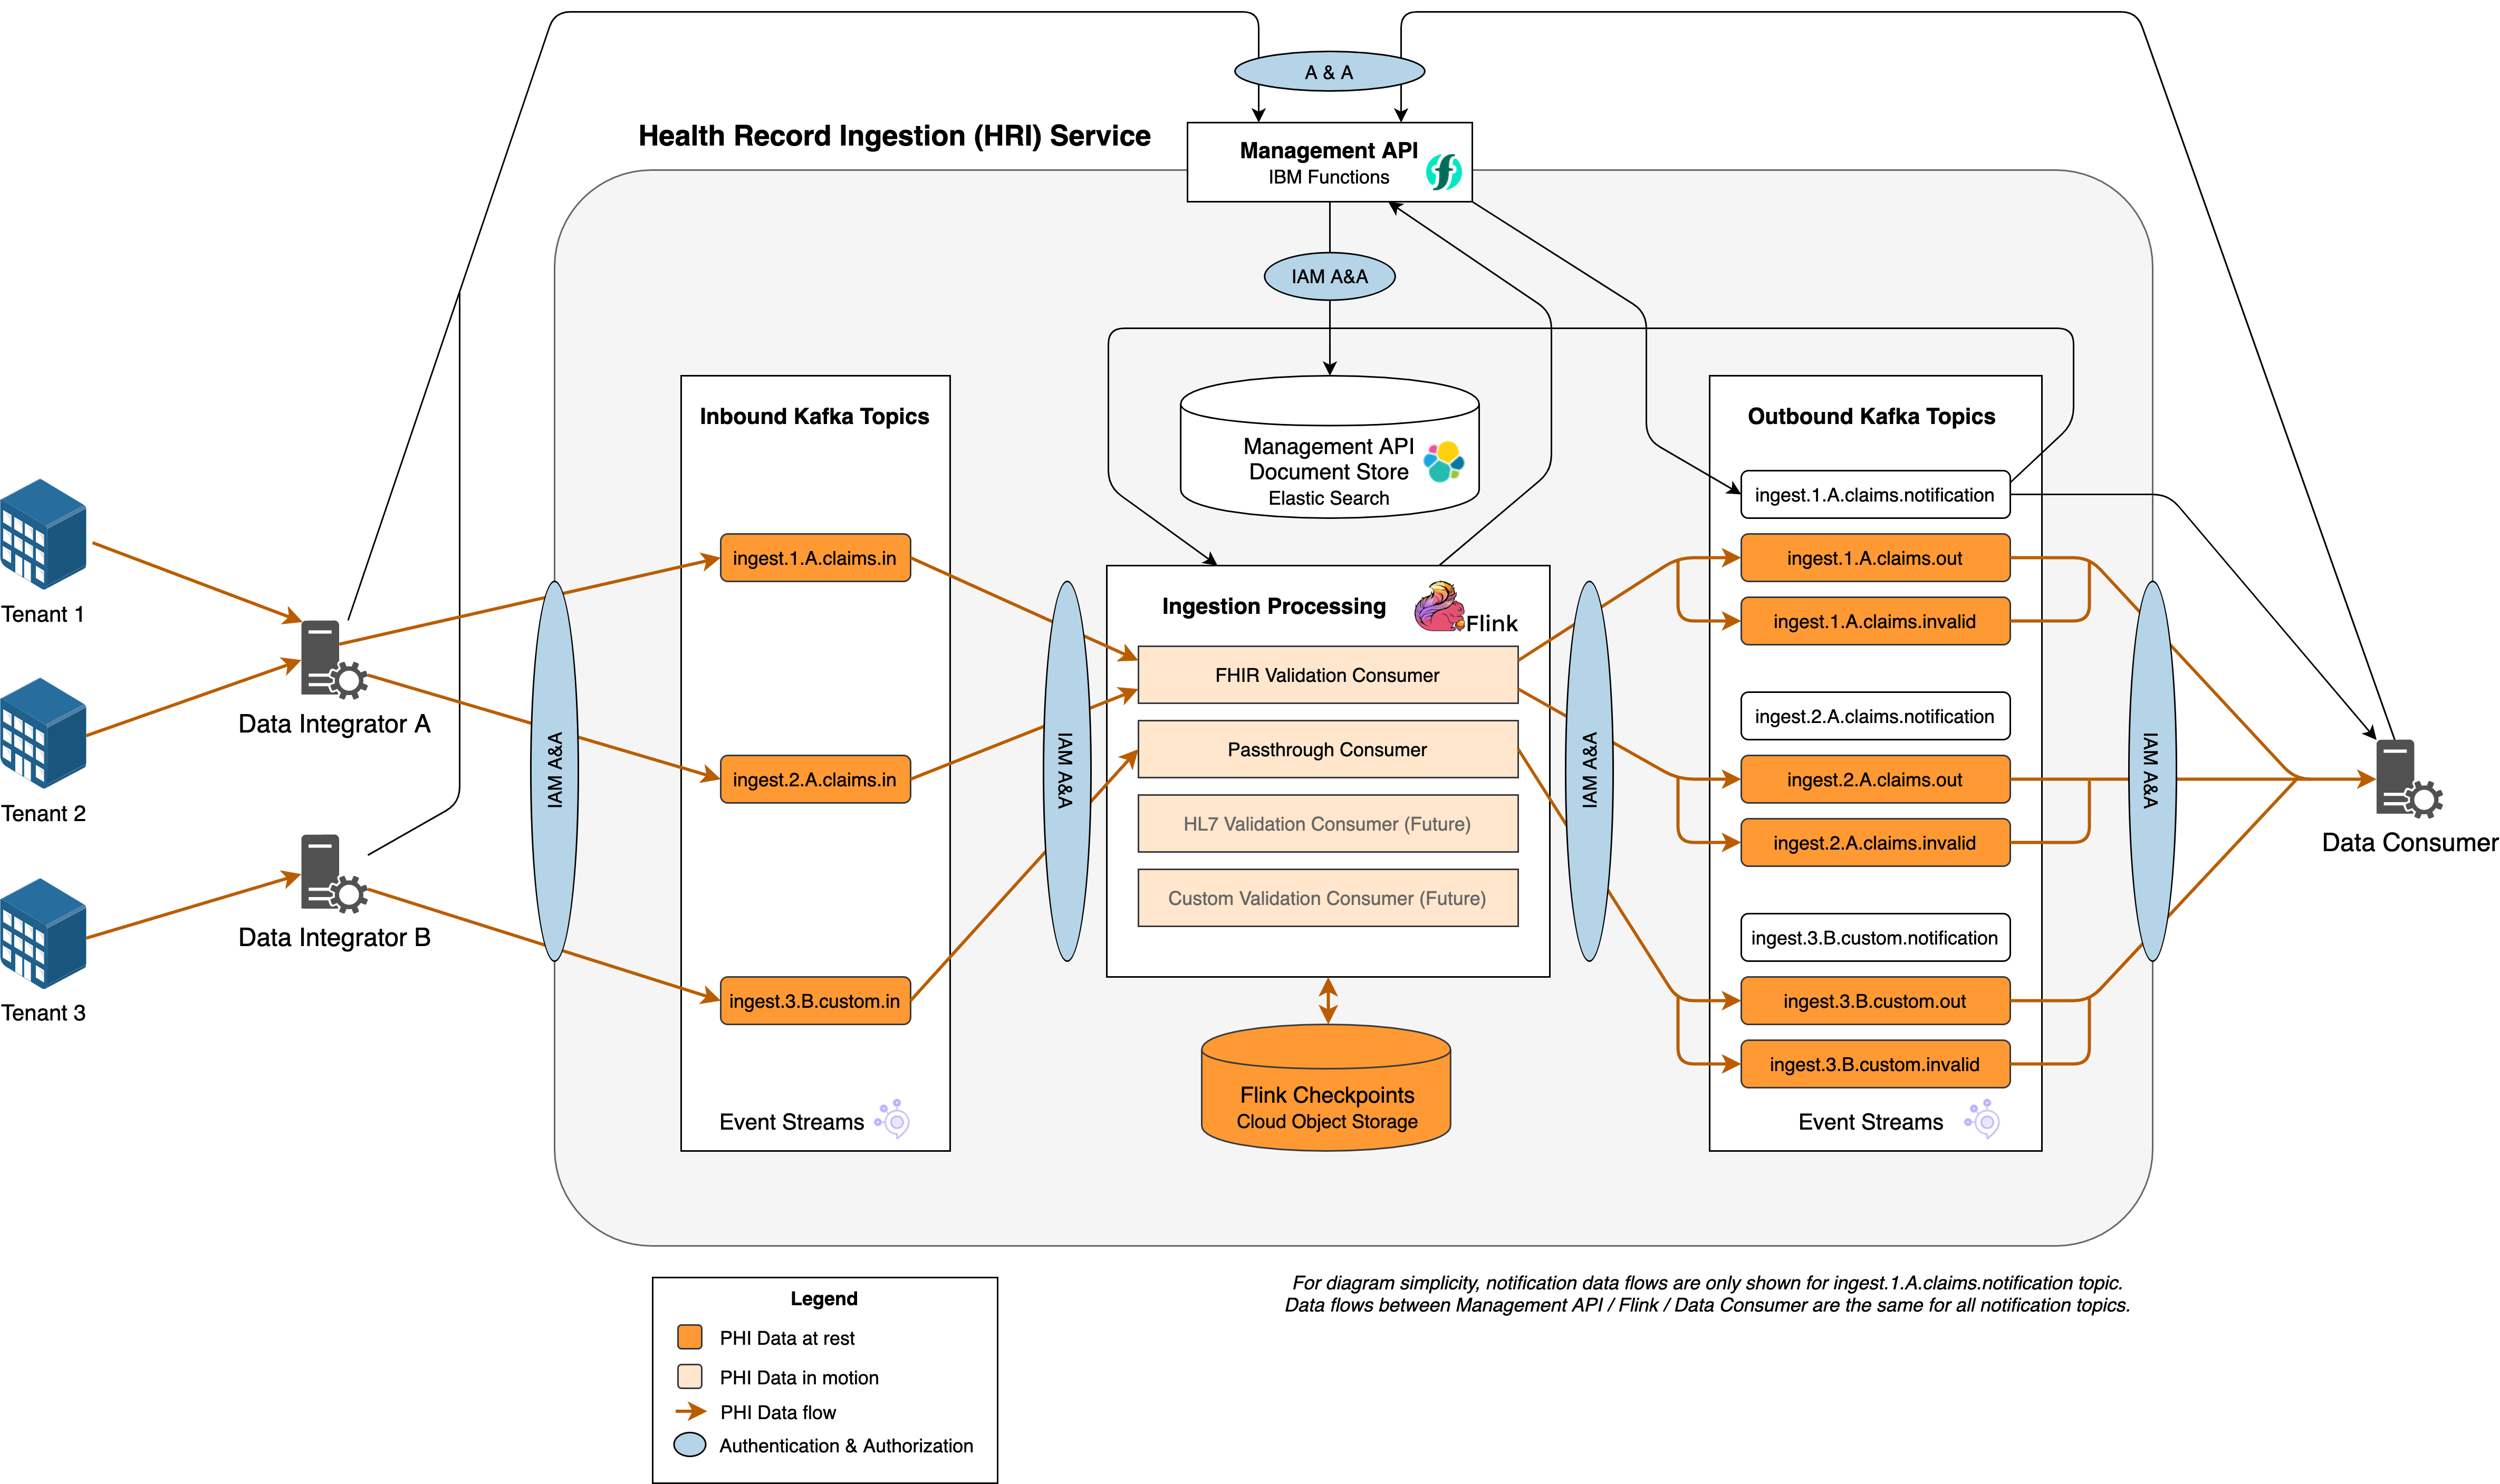 A & A
Health Record Ingestion (HRI) Service
Management API
IBM Functions
IAM A&A
Inbound Kafka Topics
ingest.1.A.claims.in
ingest.2.A.claims.in
ingest.3.B.custom.in
Event Streams
Management API
Document Store
Elastic Search
Outbound Kafka Topics
ingest.1.A.claims.notification
ingest.1.A.claims.out
ingest.1.A.claims.invalid
ingest.2.A.claims.notification
ingest.2.A.claims.out
ingest.2.A.claims.invalid
ingest.3.B.custom.notification
ingest.3.B.custom.out
ingest.3.B.custom.invalid
Event Streams
Tenant 1
Tenant 2
Tenant 3
Data Integrator A
Data Integrator B
IAM A&A
IAM A&A
Ingestion Processing
Flink
FHIR Validation Consumer
Passthrough Consumer
HL7 Validation Consumer (Future)
Custom Validation Consumer (Future)
IAM A&A
IAM A&A
Data Consumer
Flink Checkpoints
Cloud Object Storage
For diagram simplicity, notification data flows are only shown for ingest.1.A.claims.notification topic.
Data flows between Management API / Flink / Data Consumer are the same for all notification topics.
Legend
PHI Data at rest
PHI Data in motion
PHI Data flow
Authentication & Authorization